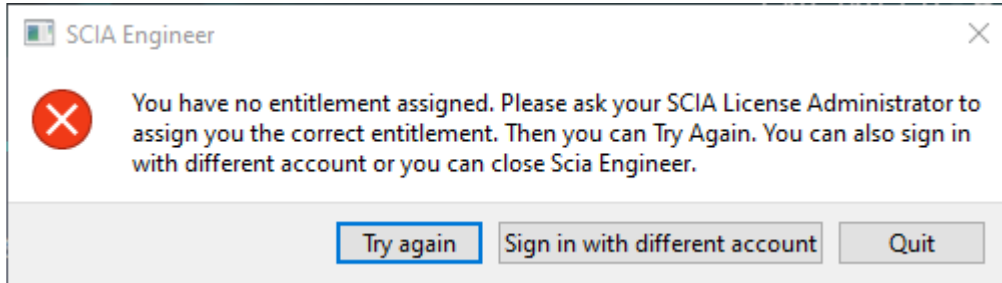 SCIA Engineer
You have no entitlement assigned. Please ask your SCIA License Administrator to
assign you the correct entitlement. Then you can Try Again. You can also sign in
with different account or you can close Scia Engineer.
Try again
Sign in with different account
Quit